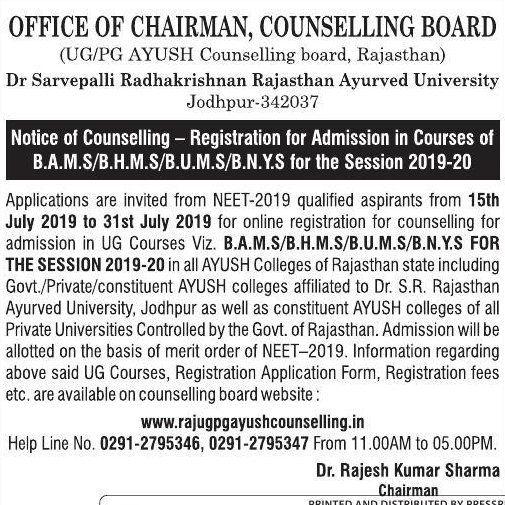 OFFICE OF CHAIRMAN, COUNSELLING BOARD
(UG/PG AYUSH Counselling board, Rajasthan)
Dr Sarvepalli Radhakrishnan Rajasthan Ayurved University
Jodhpur-342037
Notice of Counselling – Registration for Admission in Courses of
B.A.M.S/B.H.M.S/B.U.M.S/B.N.Y.S for the Session 2019-20
Applications are invited from NEET-2019 qualified aspirants from 15th
July 2019 to 31st July 2019 for online registration for counselling for
admission in UG Courses Viz. B.A.M.S/B.H.M.S/B.U.M.S/B.N.Y.S FOR
THE SESSION 2019-20 in all AYUSH Colleges of Rajasthan state including
Govt./Private/constituent AYUSH colleges affiliated to Dr. S.R. Rajasthan
Ayurved University, Jodhpur as well as constituent AYUSH colleges of all
Private Universities Controlled by the Govt. of Rajasthan. Admission will be
allotted on the basis of merit order of NEET–2019. Information regarding
above said UG Courses, Registration Application Form, Registration fees
etc. are available on counselling board website :
www.rajugpgayushcounselling.in
Help Line No. 0291-2795346, 0291-2795347 From 11.00AM to 05.00PM.
Dr. Rajesh Kumar Sharma
Chairman
PRINTED AND DISTRIBUTED BY PRESSR